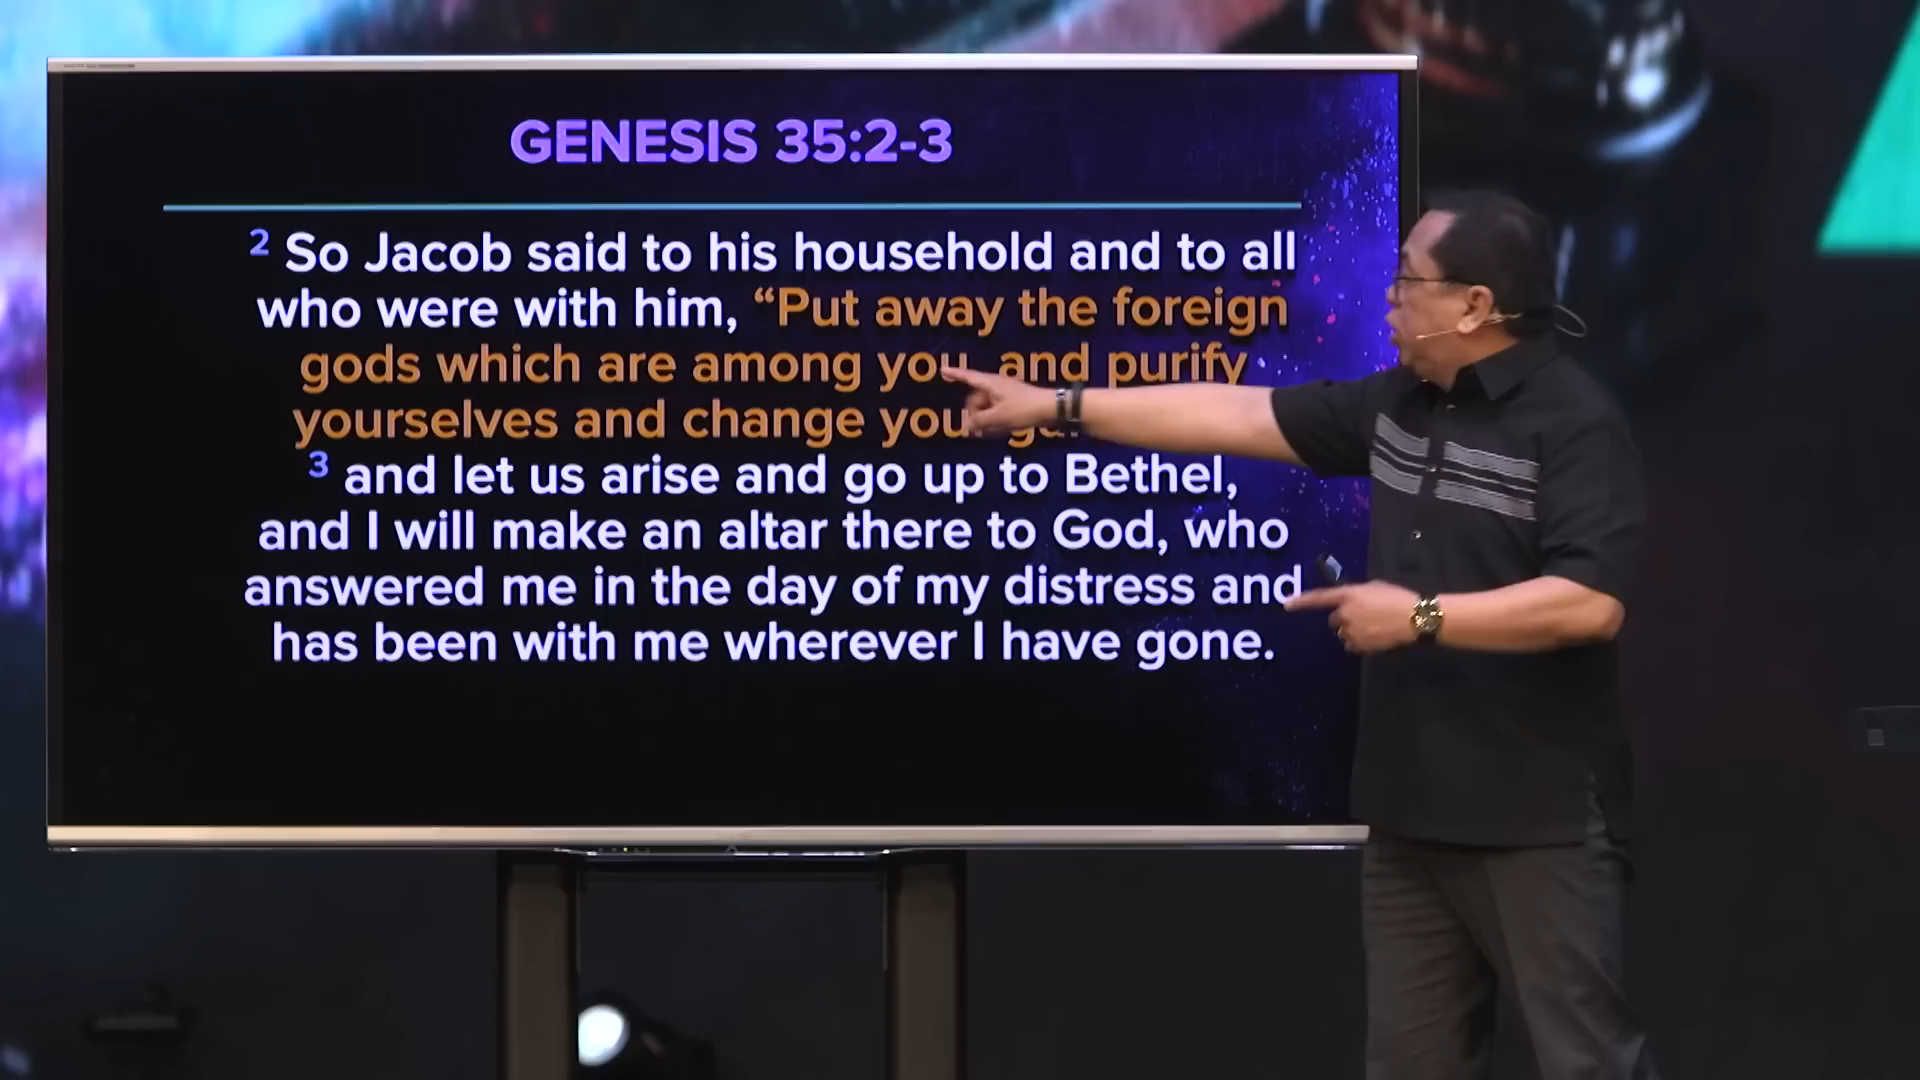 GENESIS 35:2-3
2 So Jacob said to his household and to all
who were with him, “Put away the foreign
gods which are among you, and purify
yourselves and change your
3 and let us arise and go up to Bethel,
and I will make an altar there to God, who
answered me in the day of my distress and
has been with me wherever I have gone.